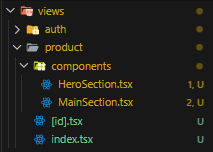 views
auth
product
components
HeroSection.tsx 1, U
MainSection.tsx 2, U
[id].tsx U
index.tsx U